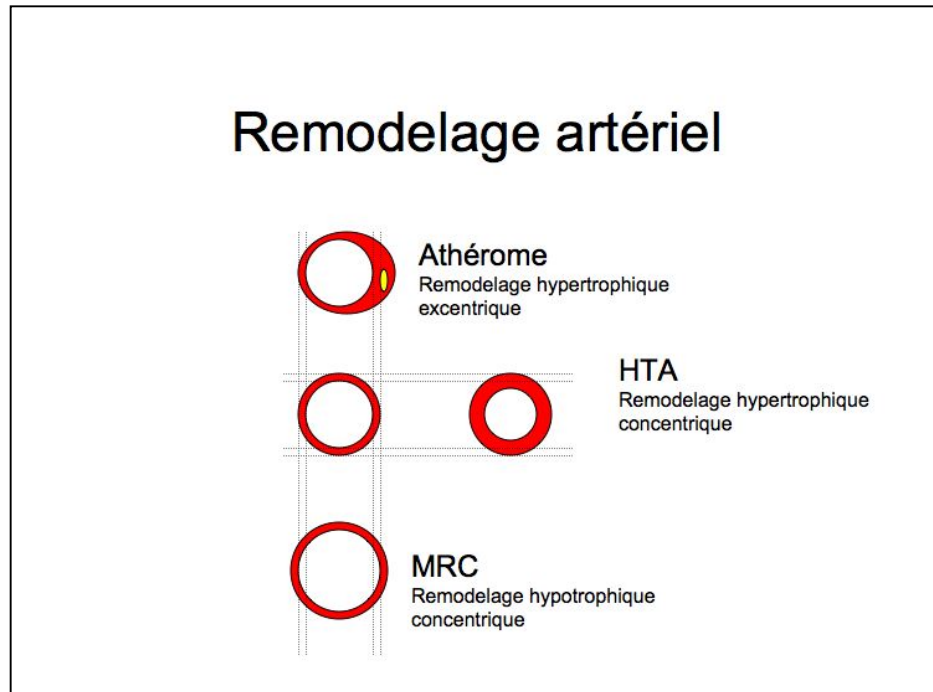 Remodelage artériel
Athérome
Remodelage hypertrophique
excentrique
HTA
Remodelage hypertrophique
concentrique
MRC
Remodelage hypotrophique
concentrique